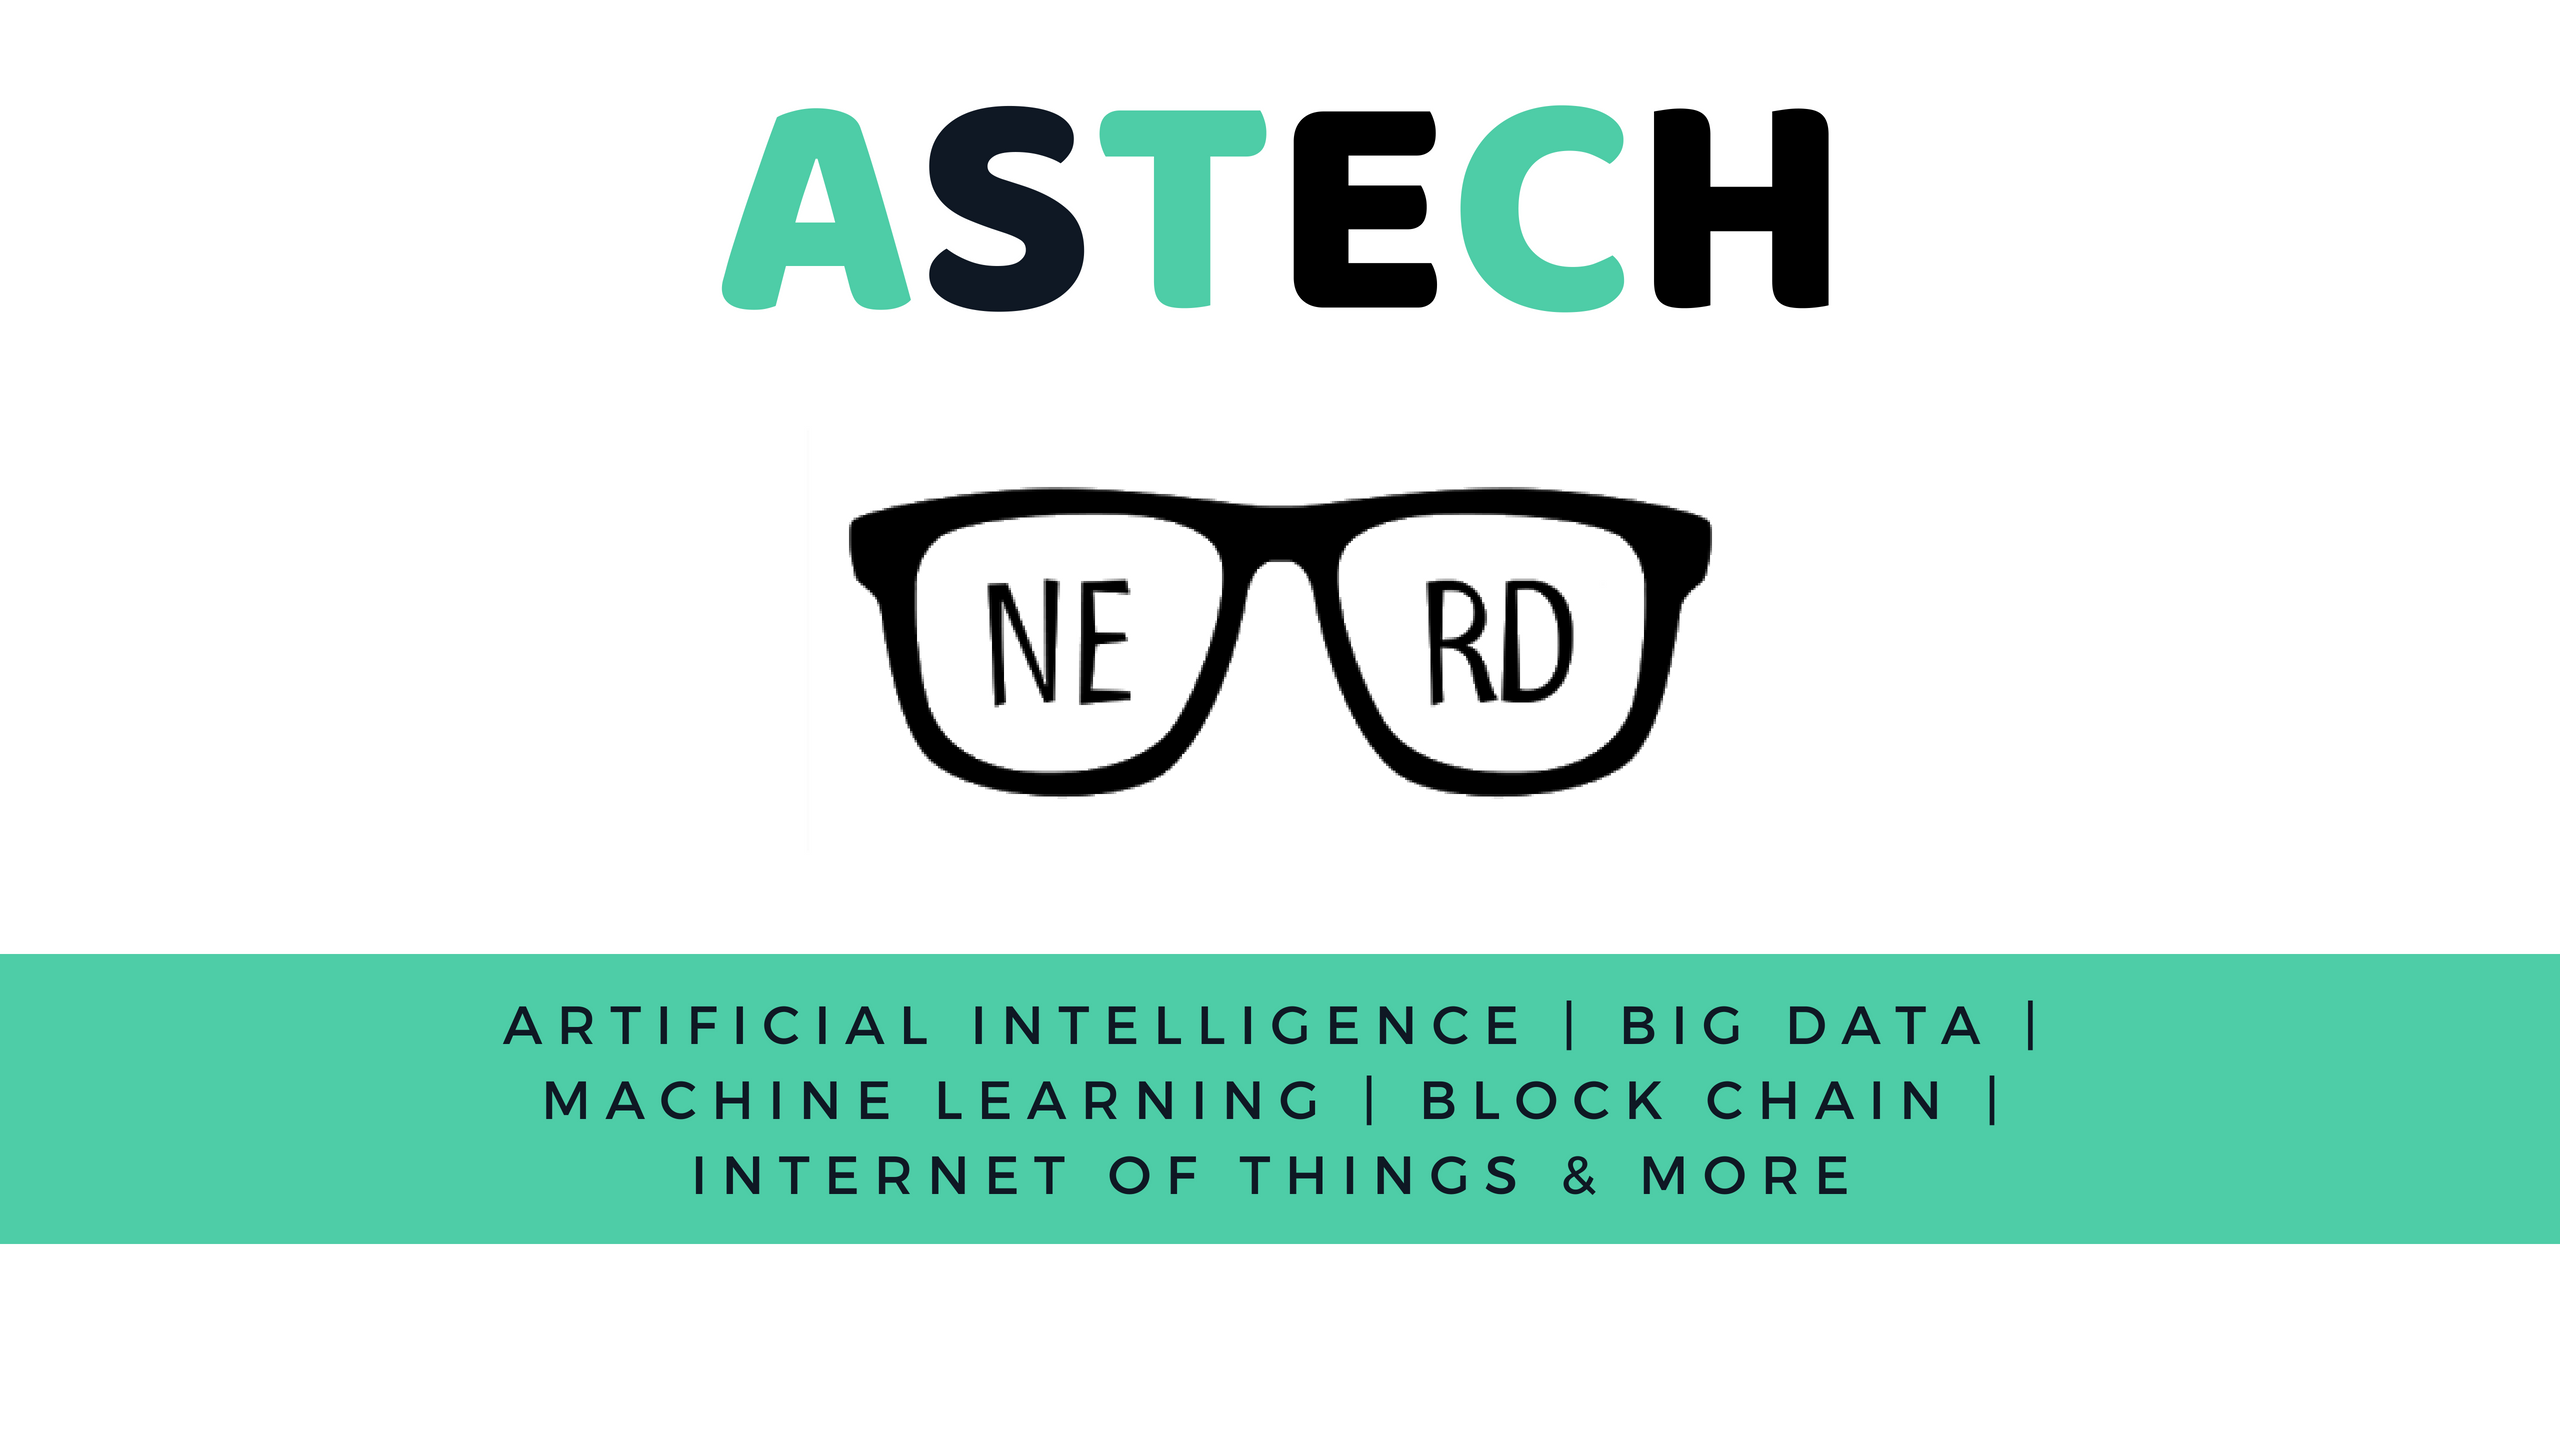 ASTECH
NE RD
ARTIFICIAL INTELLIGENCE | BIG DATA |
MACHINE LEARNING | BLOCK CHAIN |
INTERNET OF THINGS & MORE